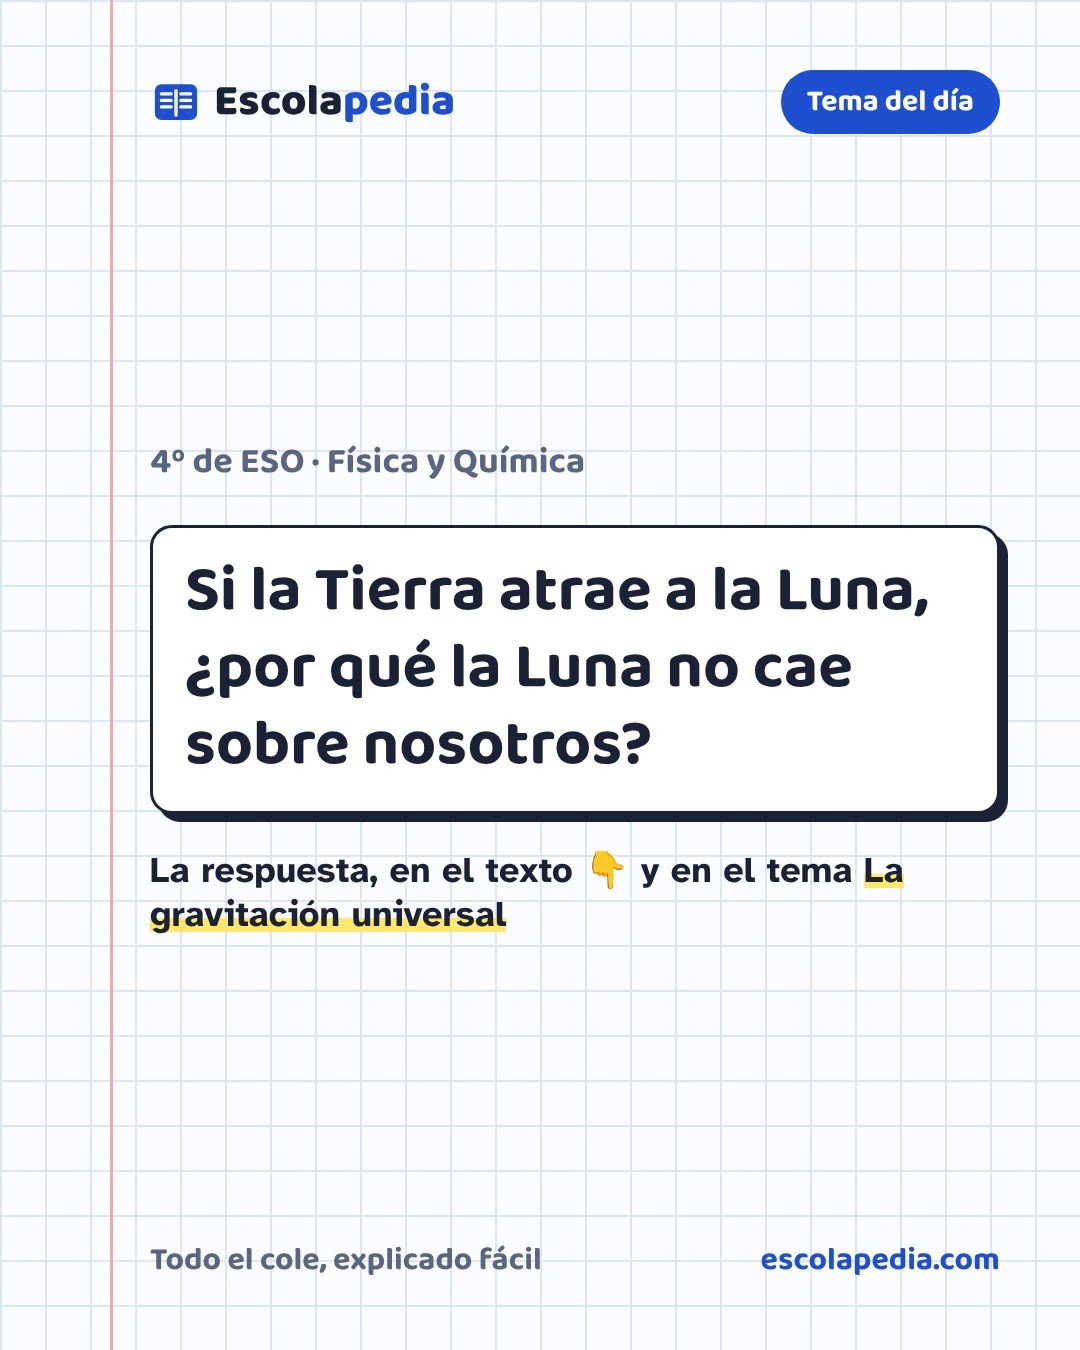 Escolapedia
Tema del día
4º de ESO · Física y Química
Si la Tierra atrae a la Luna,
¿por qué la Luna no cae
sobre nosotros?
La respuesta, en el texto 👇 y en el tema La
gravitación universal
Todo el cole, explicado fácil
escolapedia.com